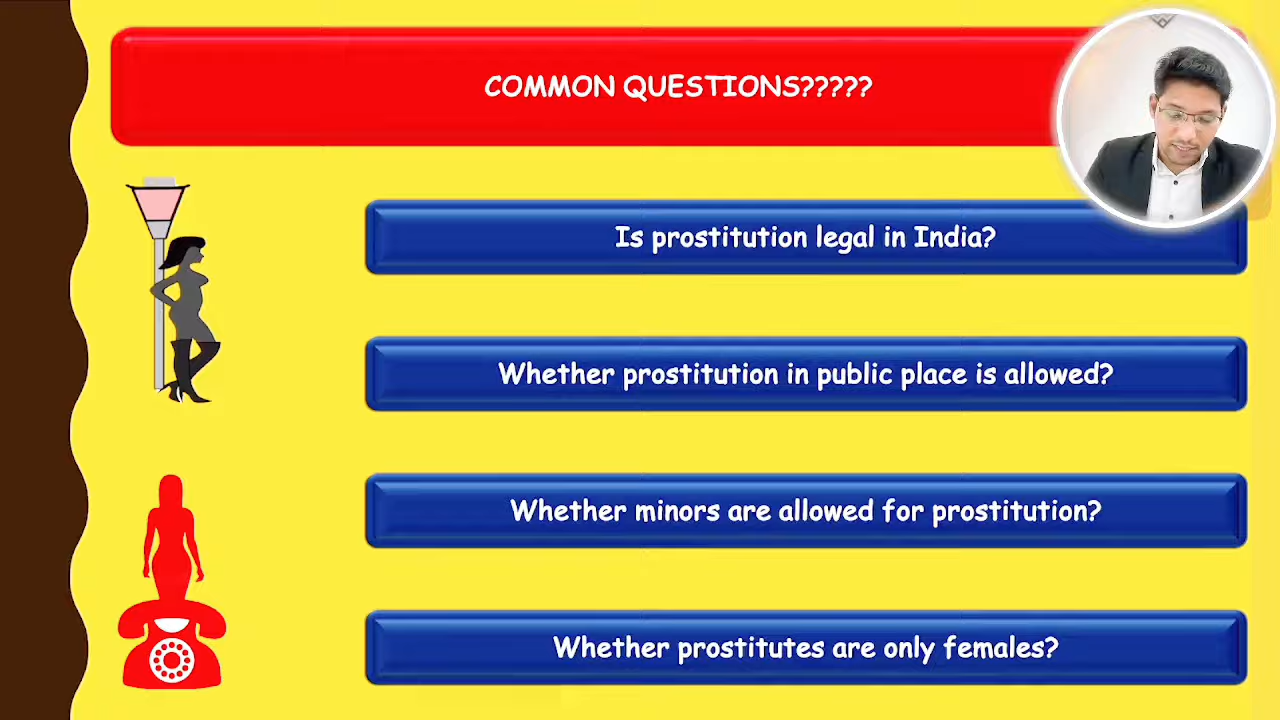 COMMON QUESTIONS?????
Is prostitution legal in India?
Whether prostitution in public place is allowed?
Whether minors are allowed for prostitution?
Whether prostitutes are only females?